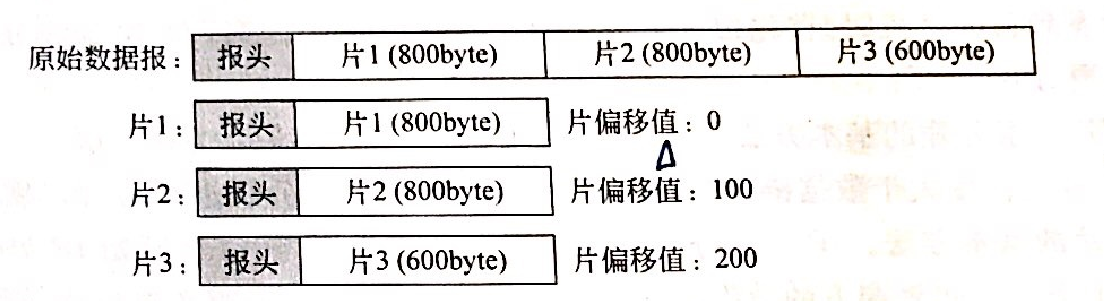 原始数据报： 报头 片1 (800byte) 片2 (800byte) 片3 (600byte)
片1： 报头 片1 (800byte) 片偏移值：0
片2： 报头 片2 (800byte) 片偏移值：100
片3： 报头 片3 (600byte) 片偏移值：200